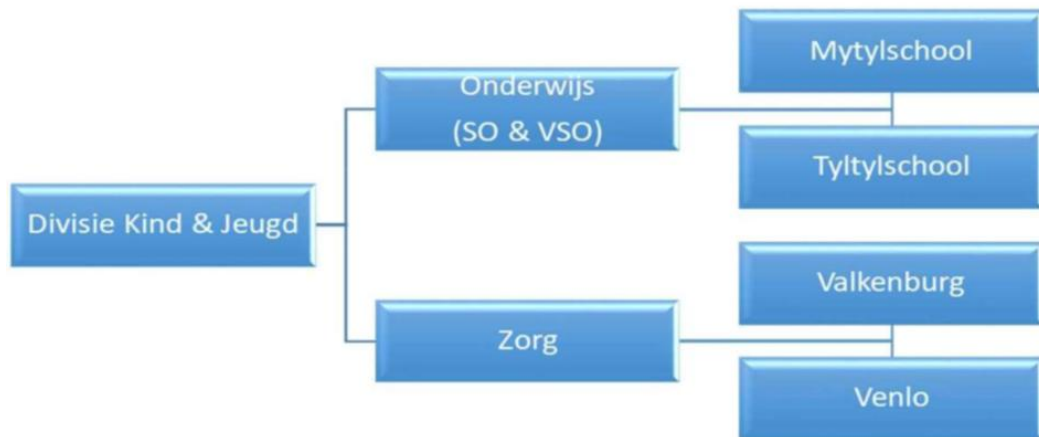 Divisie Kind & Jeugd
Onderwijs
(SO & VSO)
Mytylschool
Tyltylschool
Zorg
Valkenburg
Venlo